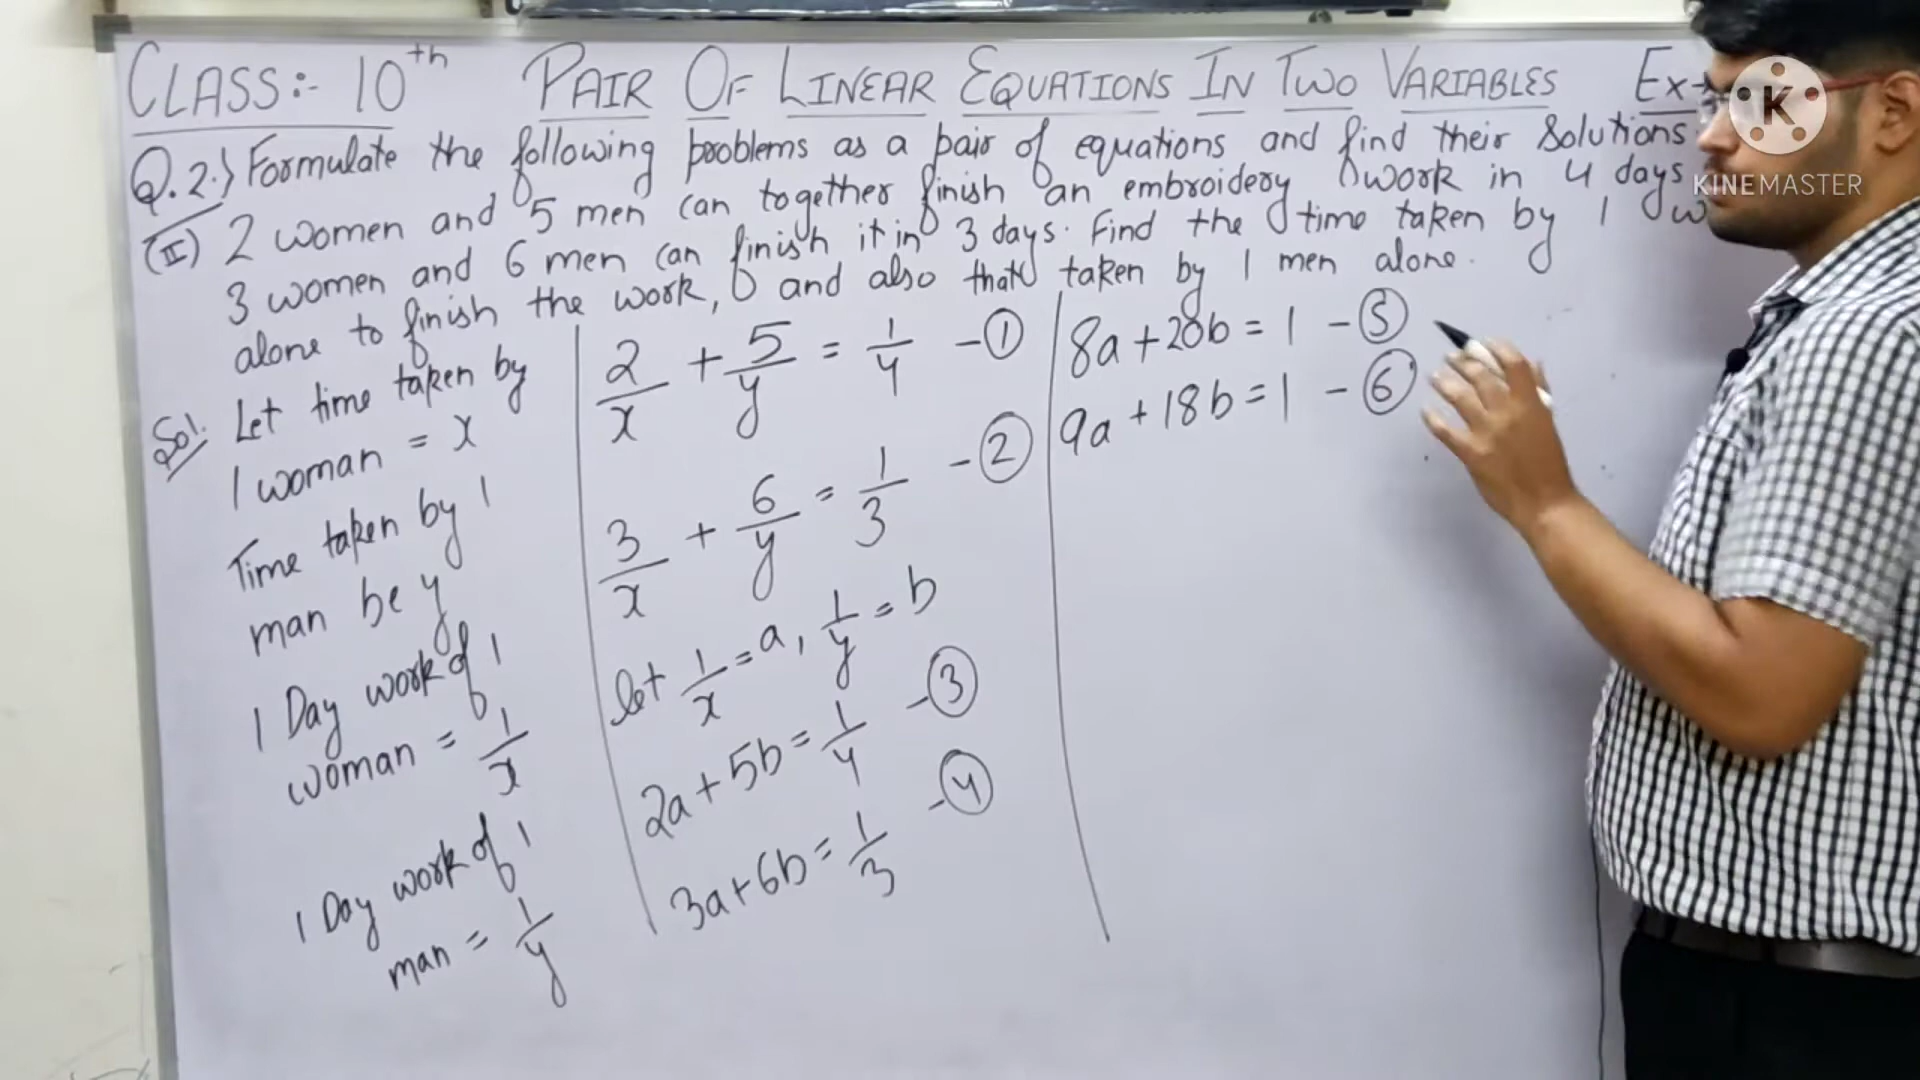 CLASS:- 10th PAIR OF LINEAR EQUATIONS IN TWO VARIABLES Ex-
Q.2.) Formulate the following problems as a pair of equations and find their solutions
(II) 2 women and 5 men can together finish an embroidery work in 4 days
3 women and 6 men can finish it in 3 days. Find the time taken by 1 w
alone to finish the work, and also that taken by 1 men alone.
Sol. Let time taken by
1 woman = x
Time taken by 1
man be y
1 Day work of 1
woman = 1/x
1 Day work of 1
man = 1/y
2/x + 5/y = 1/4 - ①
3/x + 6/y = 1/3 - ②
let 1/x = a, 1/y = b
2a + 5b = 1/4 - ③
3a + 6b = 1/3 - ④
8a + 20b = 1 - ⑤
9a + 18b = 1 - ⑥
K
KINEMASTER